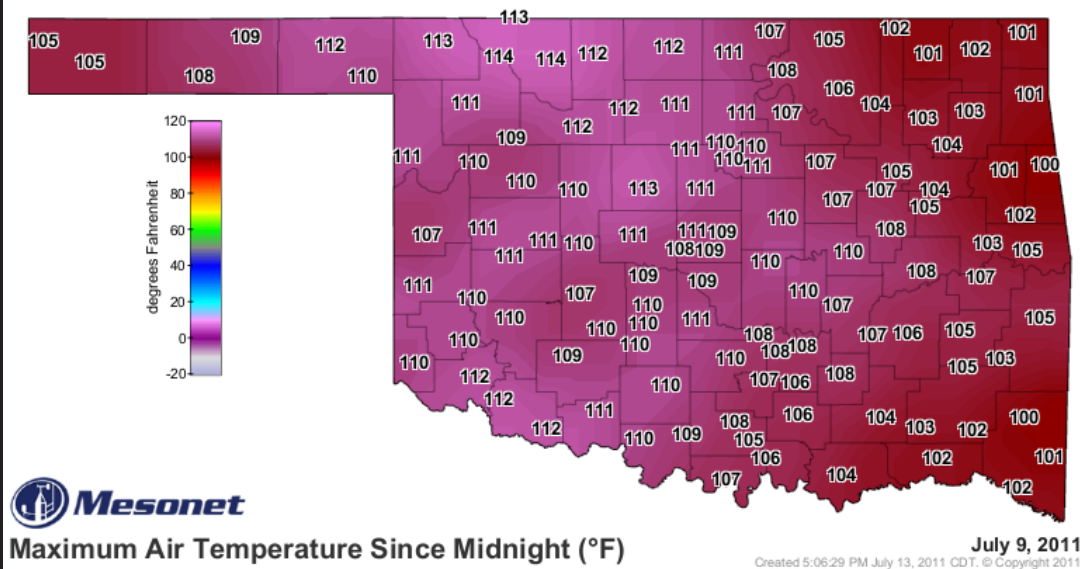 113
105 109 112 113 114 114 112 112 111 107 105 102 101 102 101
105 108 110 108 106 101
111 112 111 111 107 104 103 103
120 112
109 111 110 110 104
100 111 110 110 111 107 101 100
110 110 113 111 105 107 104
80 107 105 102
107 111 111 109 110 108
60 111 111 110 108 109 110 103 105
degrees Fahrenheit
40 111 110 107 109 109 110 110 108 107
20 110 110 111 107 105
0 110 110 110 110 108 108 108 107 106 105
-20 110 109 110 108 105 103
112 110 107 106
112 111 106 104 103 102 100
112 110 109 108 105
106 102 101
107 104 102
Mesonet
Maximum Air Temperature Since Midnight (°F)
July 9, 2011
Created 5:06:29 PM July 13, 2011 CDT. © Copyright 2011